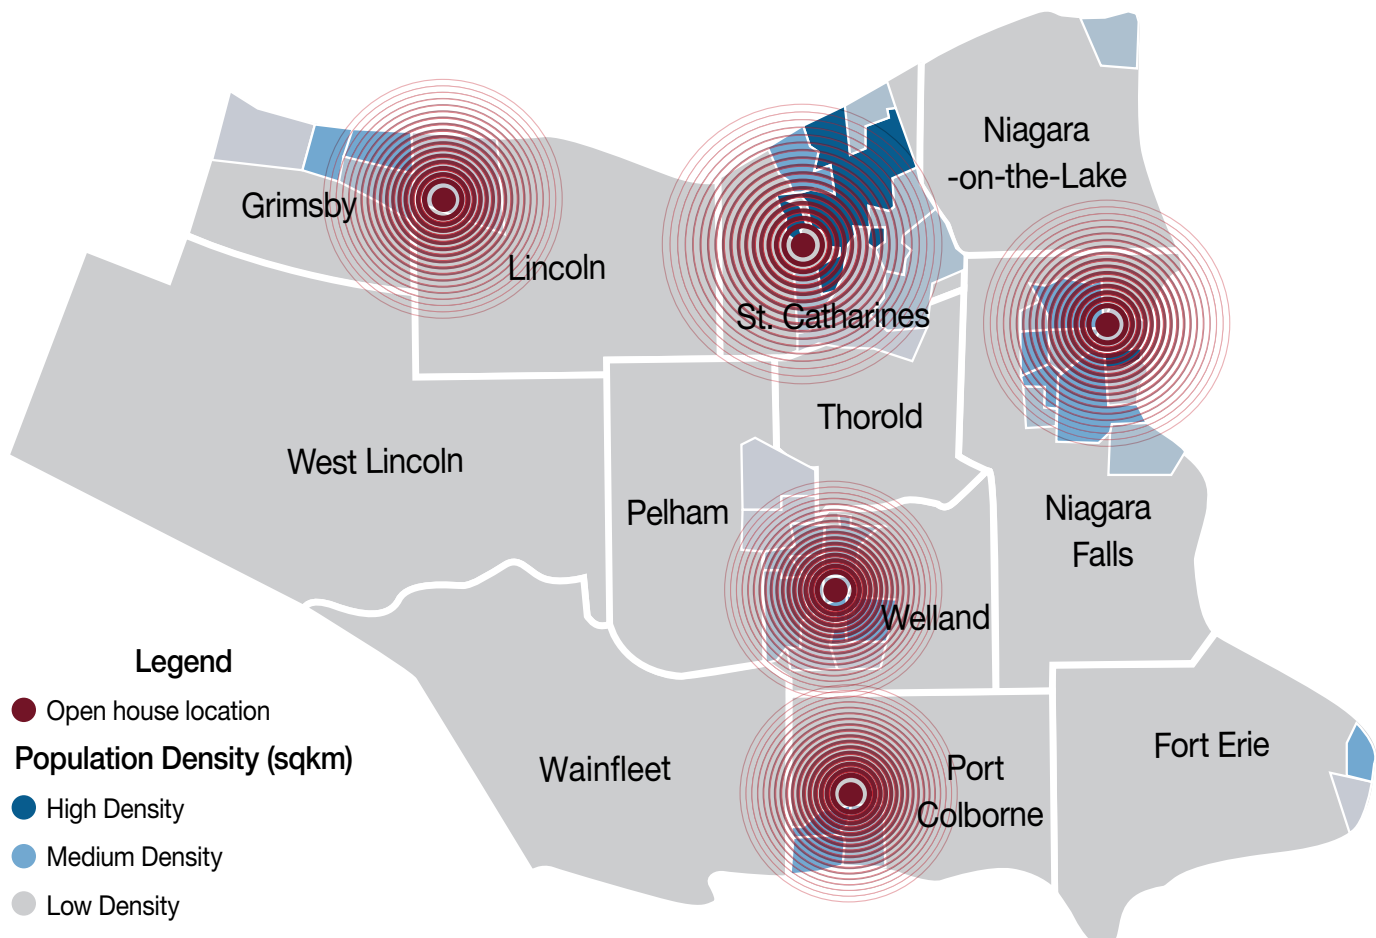 Niagara
-on-the-Lake
Grimsby
Lincoln
St. Catharines
Thorold
West Lincoln
Pelham
Niagara
Falls
Welland
Wainfleet
Port
Colborne
Fort Erie
Legend
Open house location
Population Density (sqkm)
High Density
Medium Density
Low Density